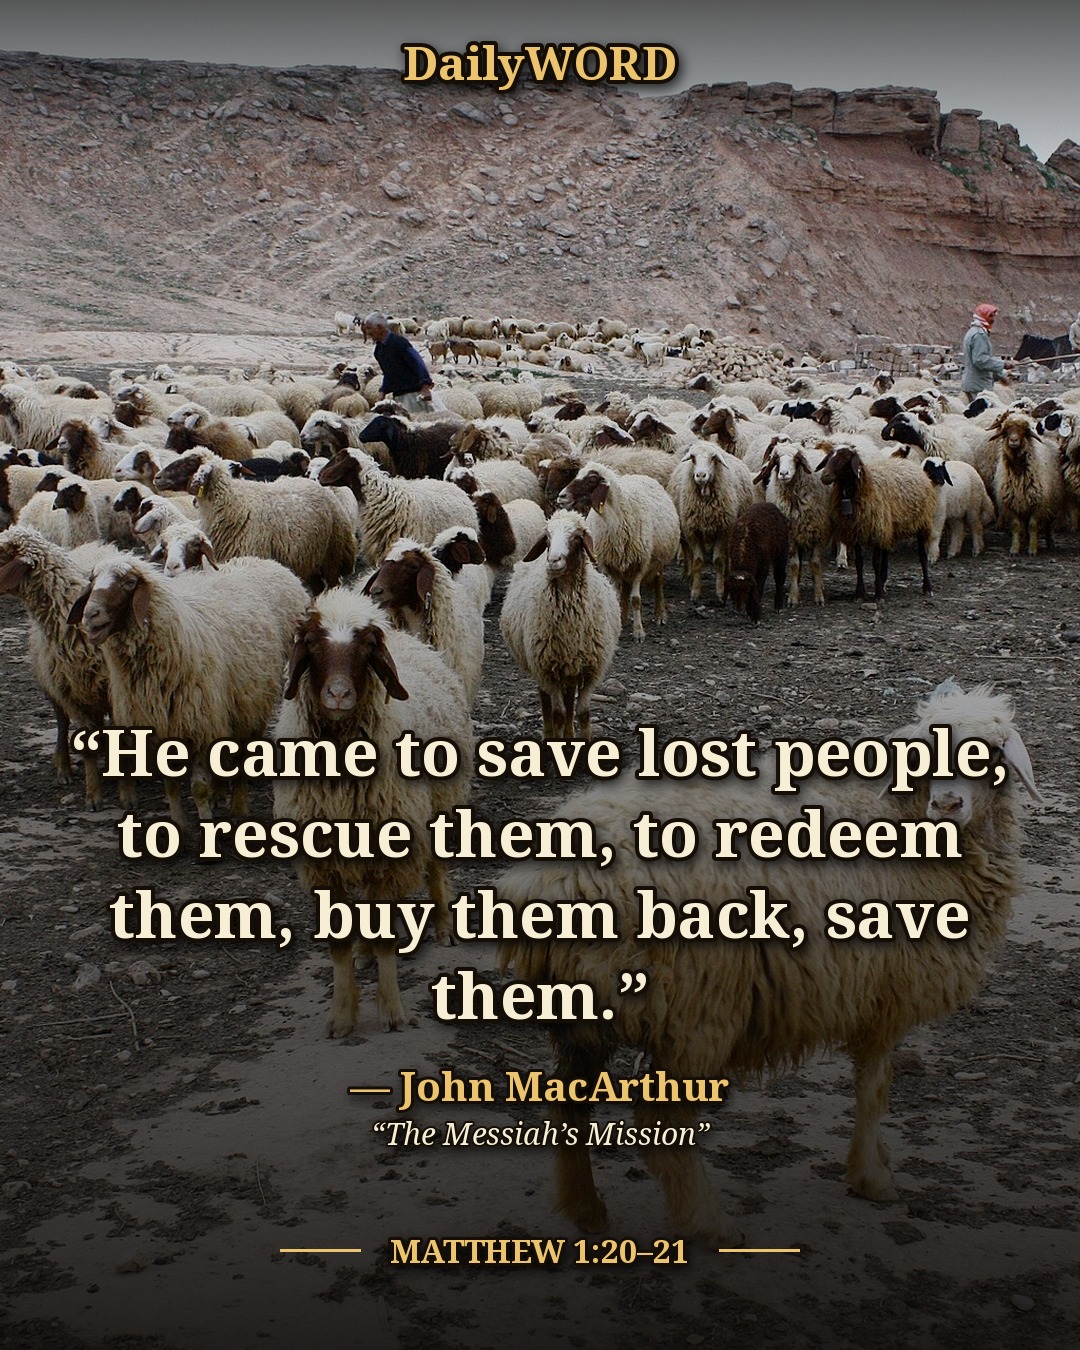 DailyWORD
“He came to save lost people,
to rescue them, to redeem
them, buy them back, save
them.”
— John MacArthur
“The Messiah’s Mission”
MATTHEW 1:20–21